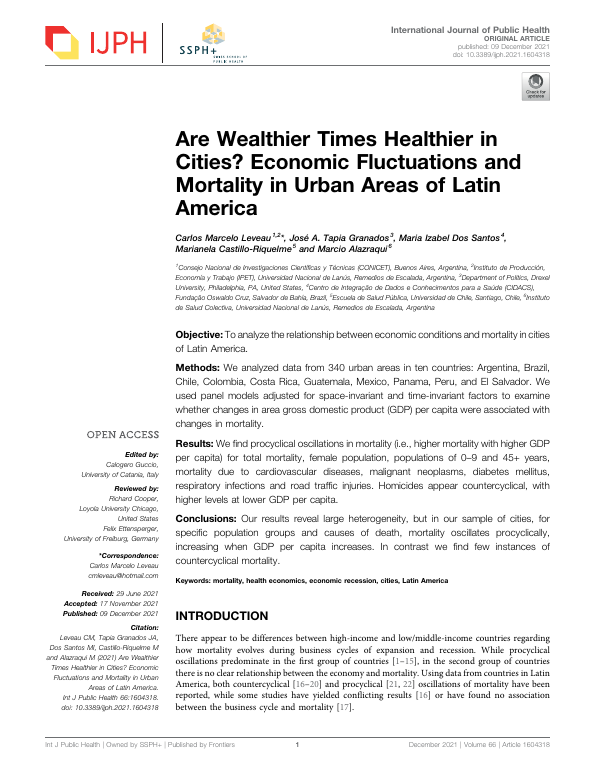 IJPH
SSPH+
SWISS SCHOOL OF
PUBLIC HEALTH
International Journal of Public Health
ORIGINAL ARTICLE
published: 09 December 2021
doi: 10.3389/ijph.2021.1604318
Check for
updates
Are Wealthier Times Healthier in
Cities? Economic Fluctuations and
Mortality in Urban Areas of Latin
America
Carlos Marcelo Leveau 1,2*, José A. Tapia Granados 3, Maria Izabel Dos Santos 4,
Marianela Castillo-Riquelme 5 and Marcio Alazraqui 6
1Consejo Nacional de Investigaciones Científicas y Técnicas (CONICET), Buenos Aires, Argentina, 2Instituto de Producción,
Economía y Trabajo (IPET), Universidad Nacional de Lanús, Remedios de Escalada, Argentina, 3Department of Politics, Drexel
University, Philadelphia, PA, United States, 4Centro de Integração de Dados e Conhecimentos para a Saúde (CIDACS),
Fundação Oswaldo Cruz, Salvador de Bahia, Brazil, 5Escuela de Salud Pública, Universidad de Chile, Santiago, Chile, 6Instituto
de Salud Colectiva, Universidad Nacional de Lanús, Remedios de Escalada, Argentina
Objective: To analyze the relationship between economic conditions and mortality in cities
of Latin America.
Methods: We analyzed data from 340 urban areas in ten countries: Argentina, Brazil,
Chile, Colombia, Costa Rica, Guatemala, Mexico, Panama, Peru, and El Salvador. We
used panel models adjusted for space-invariant and time-invariant factors to examine
whether changes in area gross domestic product (GDP) per capita were associated with
changes in mortality.
Results: We find procyclical oscillations in mortality (i.e., higher mortality with higher GDP
per capita) for total mortality, female population, populations of 0–9 and 45+ years,
mortality due to cardiovascular diseases, malignant neoplasms, diabetes mellitus,
respiratory infections and road traffic injuries. Homicides appear countercyclical, with
higher levels at lower GDP per capita.
Conclusions: Our results reveal large heterogeneity, but in our sample of cities, for
specific population groups and causes of death, mortality oscillates procyclically,
increasing when GDP per capita increases. In contrast we find few instances of
countercyclical mortality.
Keywords: mortality, health economics, economic recession, cities, Latin America
OPEN ACCESS
Edited by:
Calogero Guccio,
University of Catania, Italy
Reviewed by:
Richard Cooper,
Loyola University Chicago,
United States
Felix Ettensperger,
University of Freiburg, Germany
*Correspondence:
Carlos Marcelo Leveau
cmleveau@hotmail.com
Received: 29 June 2021
Accepted: 17 November 2021
Published: 09 December 2021
Citation:
Leveau CM, Tapia Granados JA,
Dos Santos MI, Castillo-Riquelme M
and Alazraqui M (2021) Are Wealthier
Times Healthier in Cities? Economic
Fluctuations and Mortality in Urban
Areas of Latin America.
Int J Public Health 66:1604318.
doi: 10.3389/ijph.2021.1604318
INTRODUCTION
There appear to be differences between high-income and low/middle-income countries regarding
how mortality evolves during business cycles of expansion and recession. While procyclical
oscillations predominate in the first group of countries [1–15], in the second group of countries
there is no clear relationship between the economy and mortality. Using data from countries in Latin
America, both countercyclical [16–20] and procyclical [21, 22] oscillations of mortality have been
reported, while some studies have yielded conflicting results [16] or have found no association
between the business cycle and mortality [17].
Int J Public Health | Owned by SSPH+ | Published by Frontiers
1
December 2021 | Volume 66 | Article 1604318